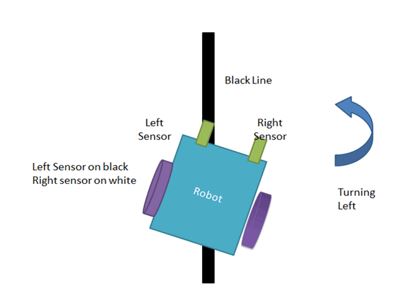 Black Line
Left
Sensor
Right
Sensor
Left Sensor on black
Right sensor on white
Robot
Turning
Left